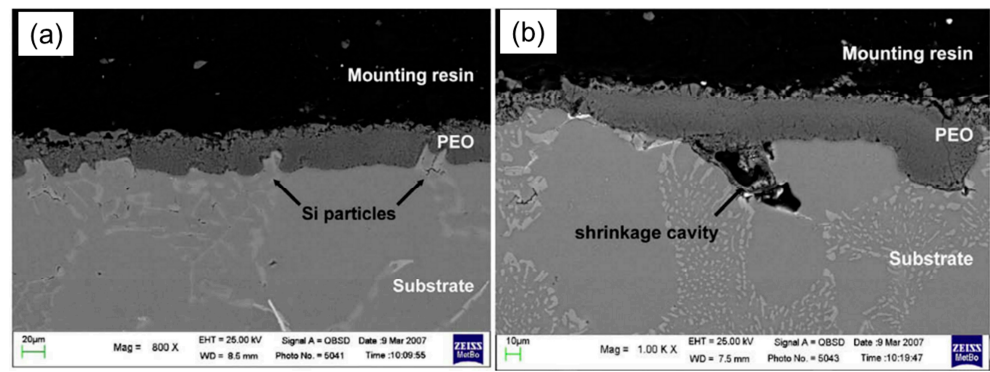 (a)
Mounting resin
PEO
Si particles
Substrate
20µm
Mag = 800 X
EHT = 25.00 kV
WD = 8.5 mm
Signal A = QBSD
Photo No. = 5041
Date :9 Mar 2007
Time :10:09:55
ZEISS
MetBo
(b)
Mounting resin
PEO
shrinkage cavity
Substrate
10µm
Mag = 1.00 K X
EHT = 25.00 kV
WD = 7.5 mm
Signal A = QBSD
Photo No. = 5043
Date :9 Mar 2007
Time :10:19:47
ZEISS
MetBo